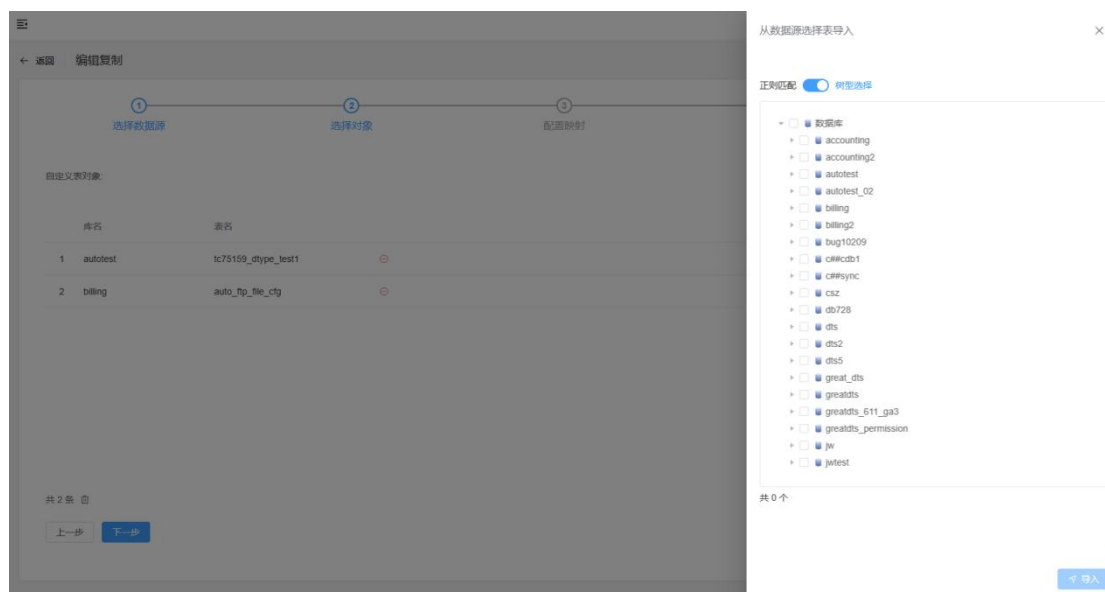 从数据源选择表导入
← 返回 编辑复制
正则匹配 树型选择
1 2 3
选择数据源 选择对象 配置映射
数据库
accounting
accounting2
autotest
autotest_02
billing
billing2
bug10209
c##cdb1
c##sync
csz
db728
dts
dts2
dts5
great_dts
greatdts
greatdts_611_ga3
greatdts_permission
jw
jwtest
自定义表对象:
库名 表名
1 autotest tc75159_dtype_test1
2 billing auto_ftp_file_cfg
共 2 条
共 0 个
上一步 下一步
导入